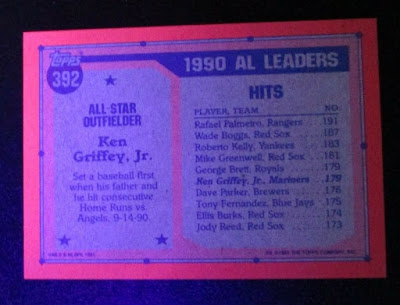 Topps
392
ALL-STAR
OUTFIELDER
Ken
Griffey, Jr.
Set a baseball first
when his father and
he hit consecutive
Home Runs vs.
Angels, 9-14-90.
1990 AL LEADERS
HITS
PLAYER, TEAM NO.
Rafael Palmeiro, Rangers . 191
Wade Boggs, Red Sox . . . . 187
Roberto Kelly, Yankees . . . 183
Mike Greenwell, Red Sox . 181
George Brett, Royals . . . . . 179
Ken Griffey, Jr., Mariners . 179
Dave Parker, Brewers . . . . 176
Tony Fernandez, Blue Jays 175
Ellis Burks, Red Sox . . . . . 174
Jody Reed, Red Sox . . . . . 173